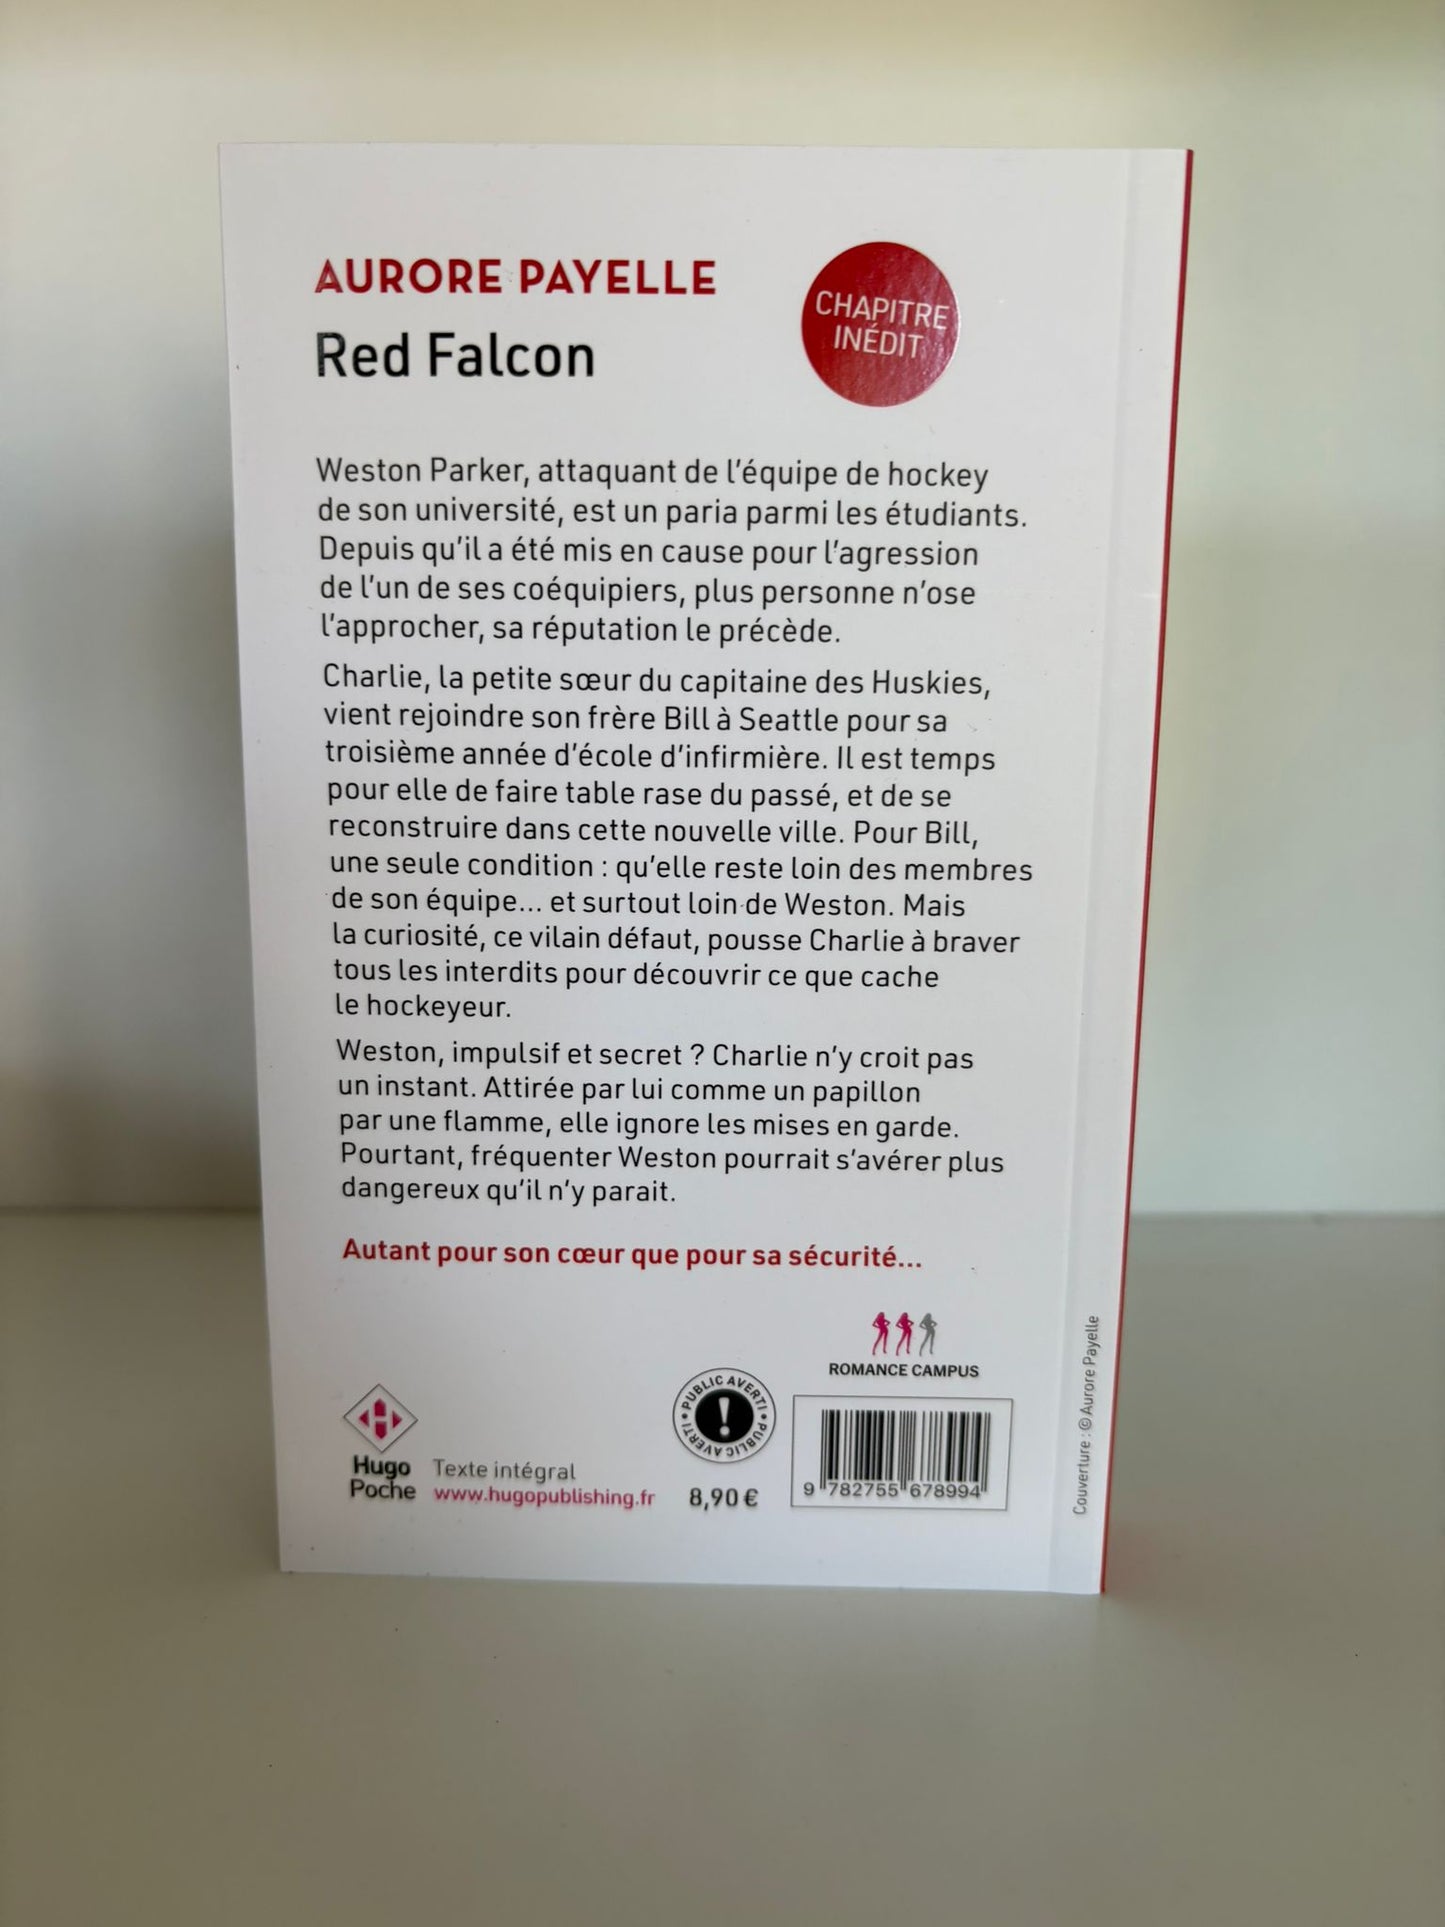 AURORE PAYELLE
Red Falcon
CHAPITRE
INÉDIT
Weston Parker, attaquant de l'équipe de hockey
de son université, est un paria parmi les étudiants.
Depuis qu'il a été mis en cause pour l'agression
de l'un de ses coéquipiers, plus personne n'ose
l'approcher, sa réputation le précède.
Charlie, la petite sœur du capitaine des Huskies,
vient rejoindre son frère Bill à Seattle pour sa
troisième année d'école d'infirmière. Il est temps
pour elle de faire table rase du passé, et de se
reconstruire dans cette nouvelle ville. Pour Bill,
une seule condition : qu'elle reste loin des membres
de son équipe... et surtout loin de Weston. Mais
la curiosité, ce vilain défaut, pousse Charlie à braver
tous les interdits pour découvrir ce que cache
le hockeyeur.
Weston, impulsif et secret ? Charlie n'y croit pas
un instant. Attirée par lui comme un papillon
par une flamme, elle ignore les mises en garde.
Pourtant, fréquenter Weston pourrait s'avérer plus
dangereux qu'il n'y parait.
Autant pour son cœur que pour sa sécurité...
ROMANCE CAMPUS
PUBLIC AVERTI • PUBLIC AVERTI •
!
Hugo
Poche
Texte intégral
www.hugopublishing.fr
8,90 €
9 782755 678994
Couverture : © Aurore Payelle